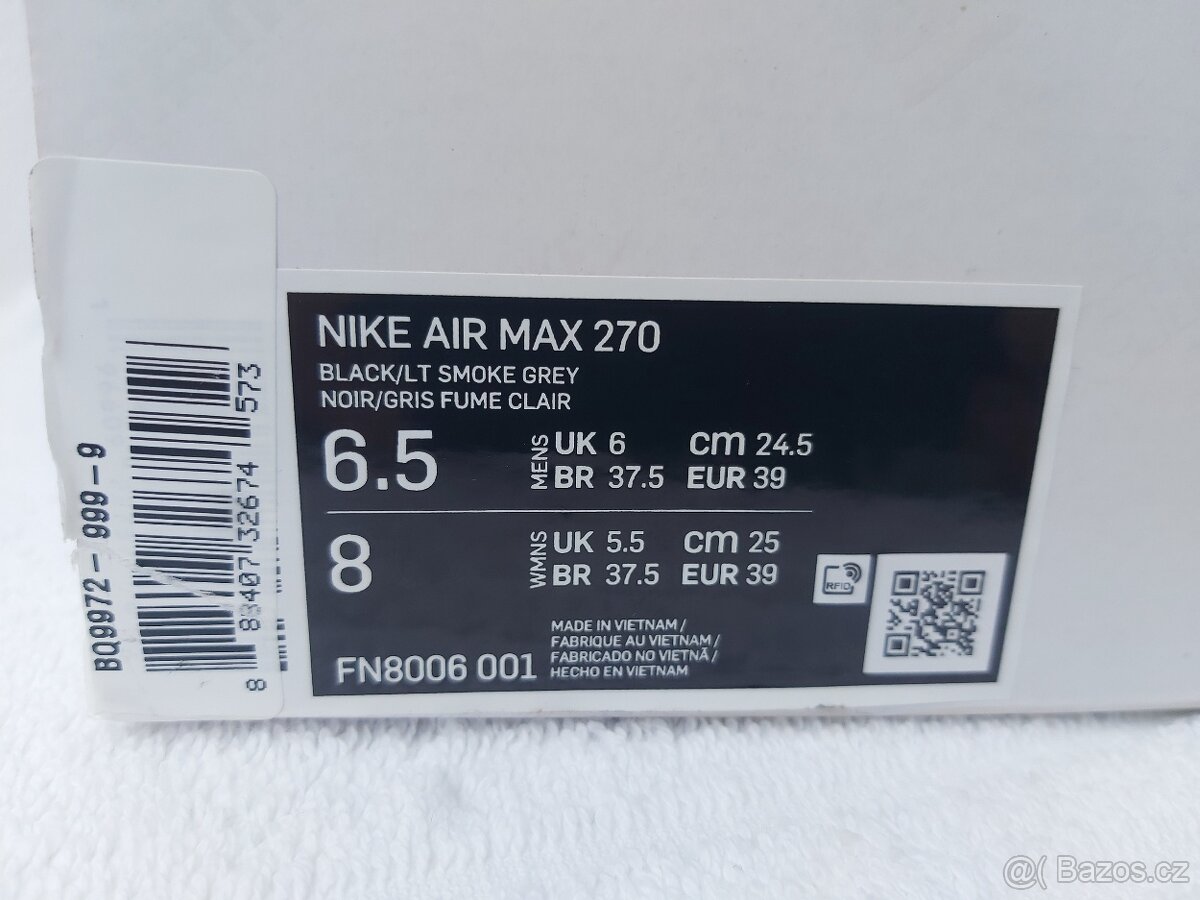 BQ9972-999-9
8 83407 32674 573
NIKE AIR MAX 270
BLACK/LT SMOKE GREY
NOIR/GRIS FUME CLAIR
6.5 MENS UK 6 cm 24.5
BR 37.5 EUR 39
8 WMNS UK 5.5 cm 25
BR 37.5 EUR 39
RFID
MADE IN VIETNAM /
FABRIQUE AU VIETNAM /
FABRICADO NO VIETNÃ /
HECHO EN VIETNAM
FN8006 001
@( Bazos.cz